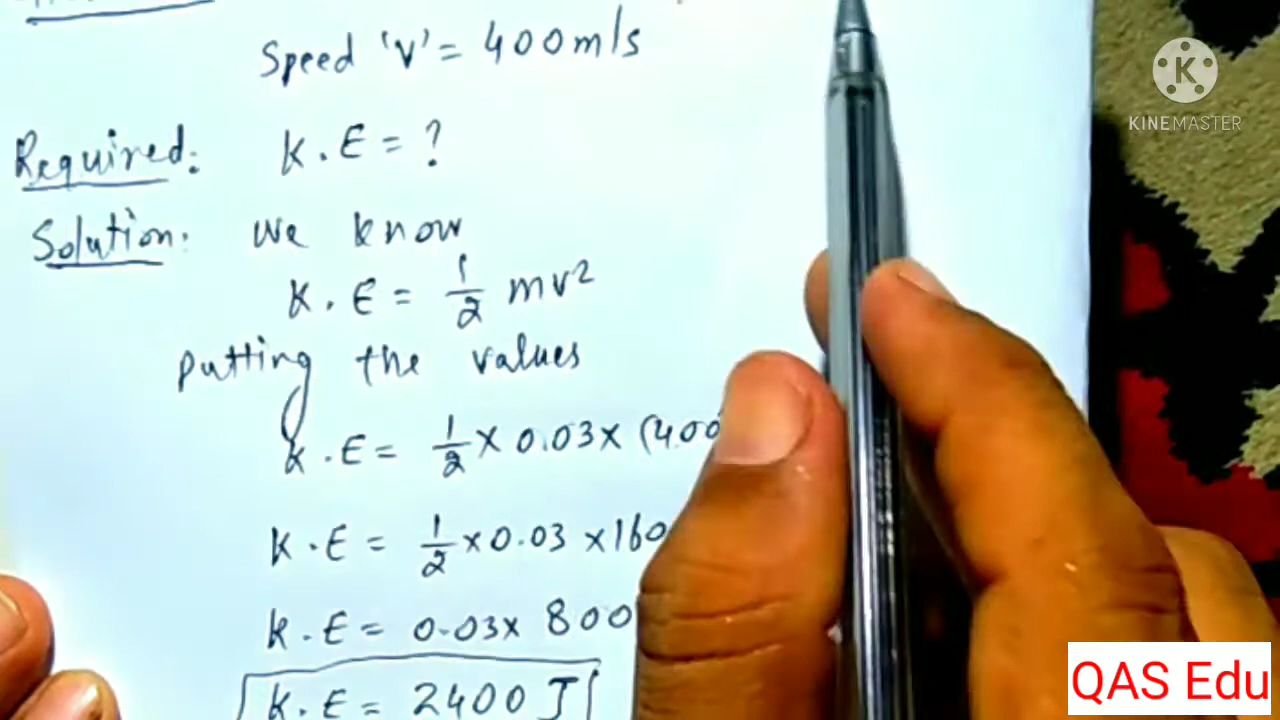 Speed 'v' = 400m/s
KINEMASTER
Required: K.E = ?
Solution: We know
K.E = 1/2 mv²
Putting the values
K.E = 1/2 × 0.03 × (400
K.E = 1/2 × 0.03 × 160
K.E = 0.03 × 800
K.E = 2400 J
QAS Edu